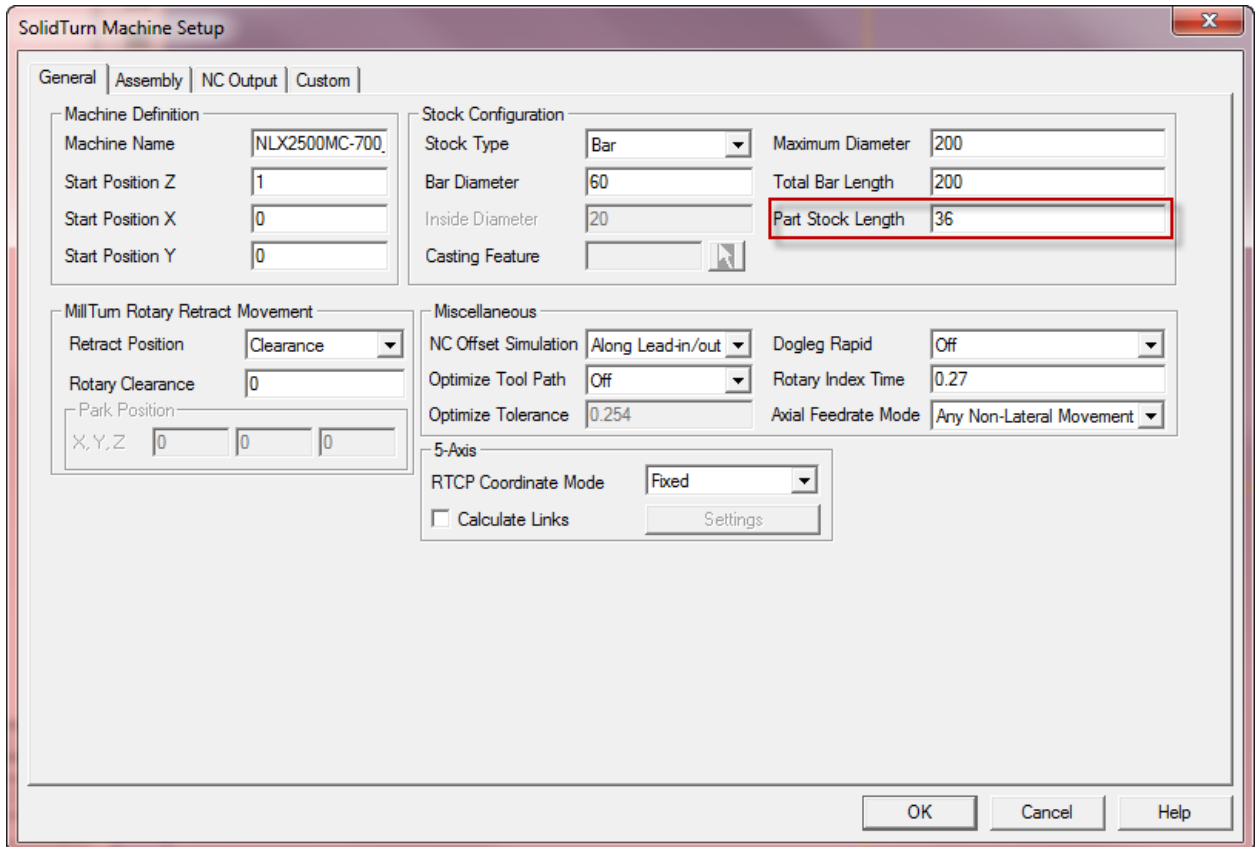 SolidTurn Machine Setup
X
General Assembly NC Output Custom
Machine Definition
Machine Name NLX2500MC-700_
Start Position Z 1
Start Position X 0
Start Position Y 0
Stock Configuration
Stock Type Bar Maximum Diameter 200
Bar Diameter 60 Total Bar Length 200
Inside Diameter 20 Part Stock Length 36
Casting Feature
MillTurn Rotary Retract Movement
Retract Position Clearance
Rotary Clearance 0
Park Position
X, Y, Z 0 0 0
Miscellaneous
NC Offset Simulation Along Lead-in/out Dogleg Rapid Off
Optimize Tool Path Off Rotary Index Time 0.27
Optimize Tolerance 0.254 Axial Feedrate Mode Any Non-Lateral Movement
5-Axis
RTCP Coordinate Mode Fixed
Calculate Links Settings
OK Cancel Help